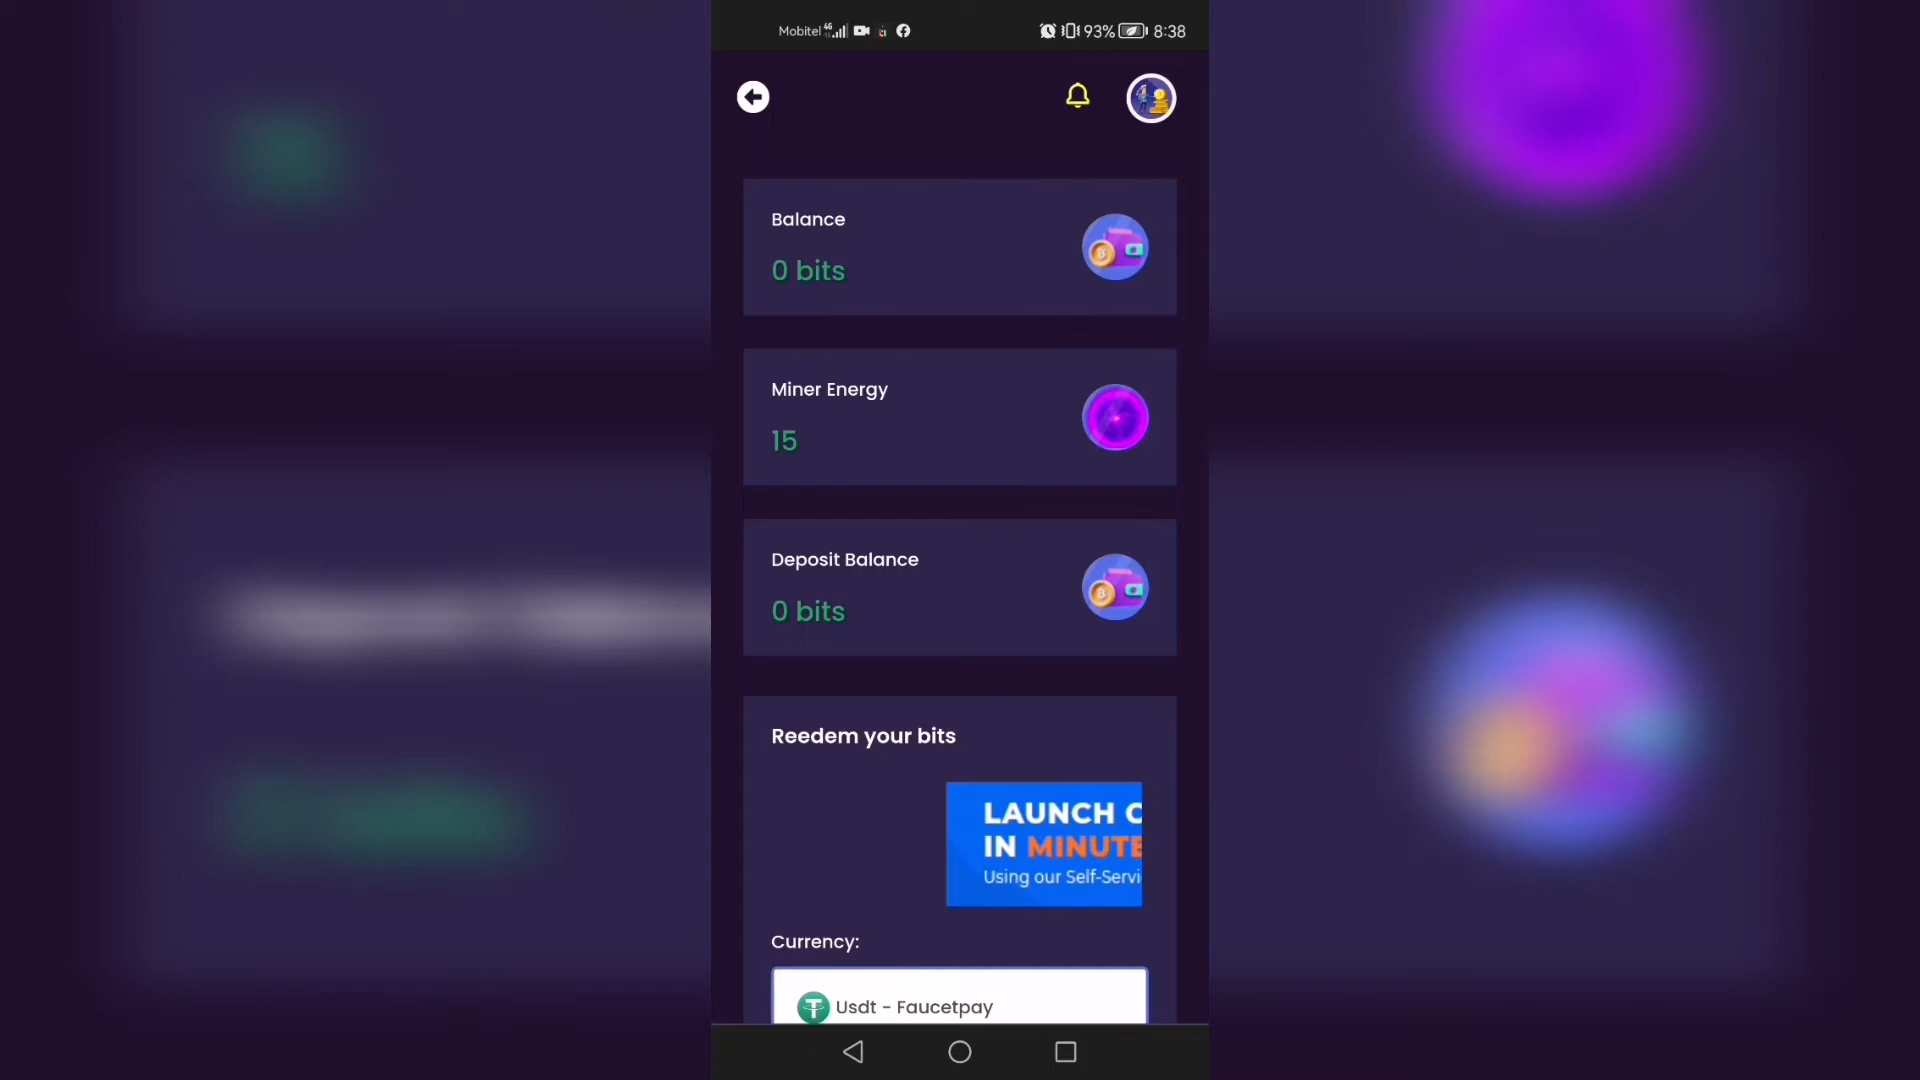 Mobitel 4G 93% 8:38
Balance
0 bits
Miner Energy
15
Deposit Balance
0 bits
Reedem your bits
LAUNCH C
IN MINUTE
Using our Self-Servi
Currency:
Usdt - Faucetpay